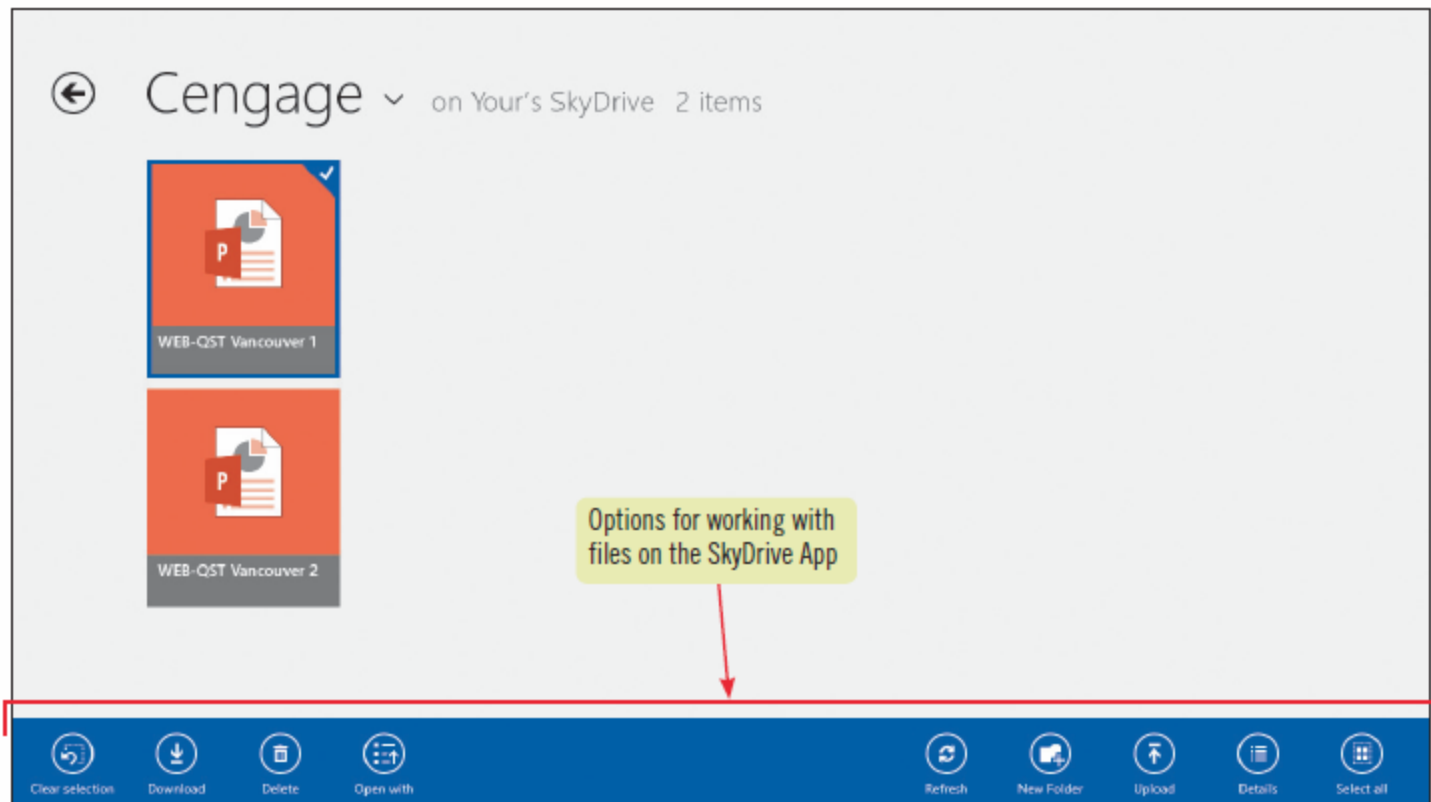 Cengage on Your's SkyDrive 2 items
P
WEB-QST Vancouver 1
P
WEB-QST Vancouver 2
Options for working with
files on the SkyDrive App
Clear selection Download Delete Open with Refresh New Folder Upload Details Select all